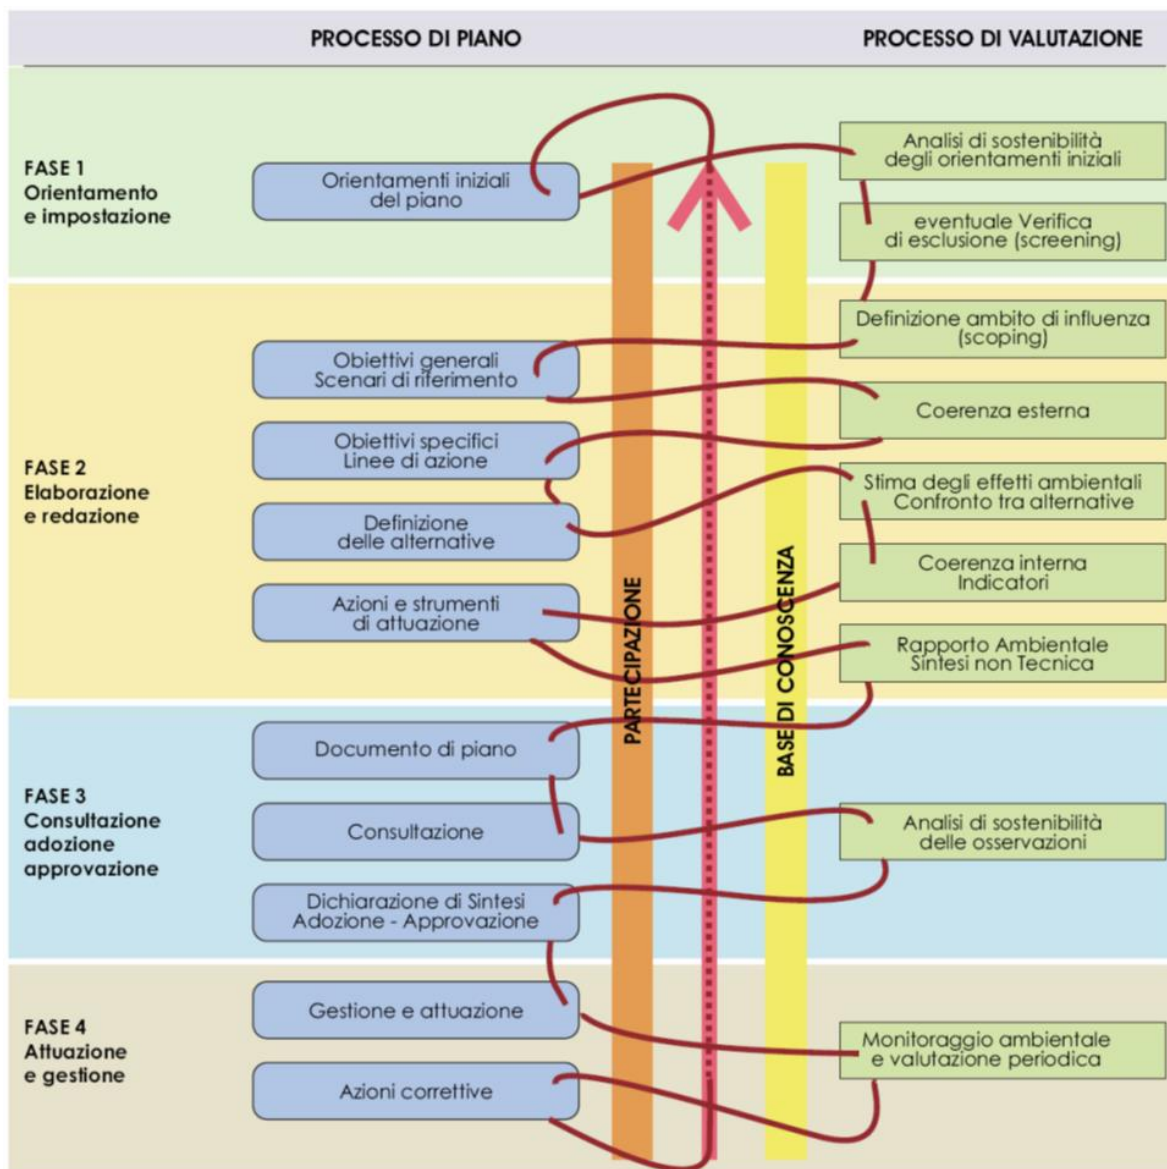 PROCESSO DI PIANO
PROCESSO DI VALUTAZIONE
FASE 1
Orientamento
e impostazione
Orientamenti iniziali
del piano
Analisi di sostenibilità
degli orientamenti iniziali
eventuale Verifica
di esclusione (screening)
FASE 2
Elaborazione
e redazione
Obiettivi generali
Scenari di riferimento
Obiettivi specifici
Linee di azione
Definizione
delle alternative
Azioni e strumenti
di attuazione
Definizione ambito di influenza
(scoping)
Coerenza esterna
Stima degli effetti ambientali
Confronto tra alternative
Coerenza interna
Indicatori
Rapporto Ambientale
Sintesi non Tecnica
PARTECIPAZIONE
BASE DI CONOSCENZA
FASE 3
Consultazione
adozione
approvazione
Documento di piano
Consultazione
Dichiarazione di Sintesi
Adozione - Approvazione
Analisi di sostenibilità
delle osservazioni
FASE 4
Attuazione
e gestione
Gestione e attuazione
Azioni correttive
Monitoraggio ambientale
e valutazione periodica